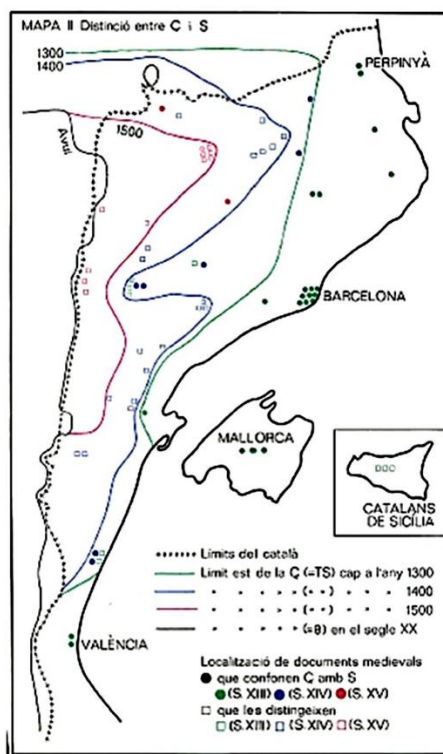 MAPA II Distinció entre Ç i S
1300
1400
PERPINYÀ
1500
Avui
BARCELONA
MALLORCA
CATALANS
DE SICÍLIA
VALÈNCIA
Límits del català
Limit est de la Ç (=TS) cap a l'any 1300
" " " " (" ") " " " 1400
" " " " (" ") " " " 1500
" " " " (=θ) en el segle XX
Localització de documents medievals
que confonen Ç amb S
(S.XIII) (S.XIV) (S.XV)
que les distingeixen
(S.XIII) (S.XIV) (S.XV)